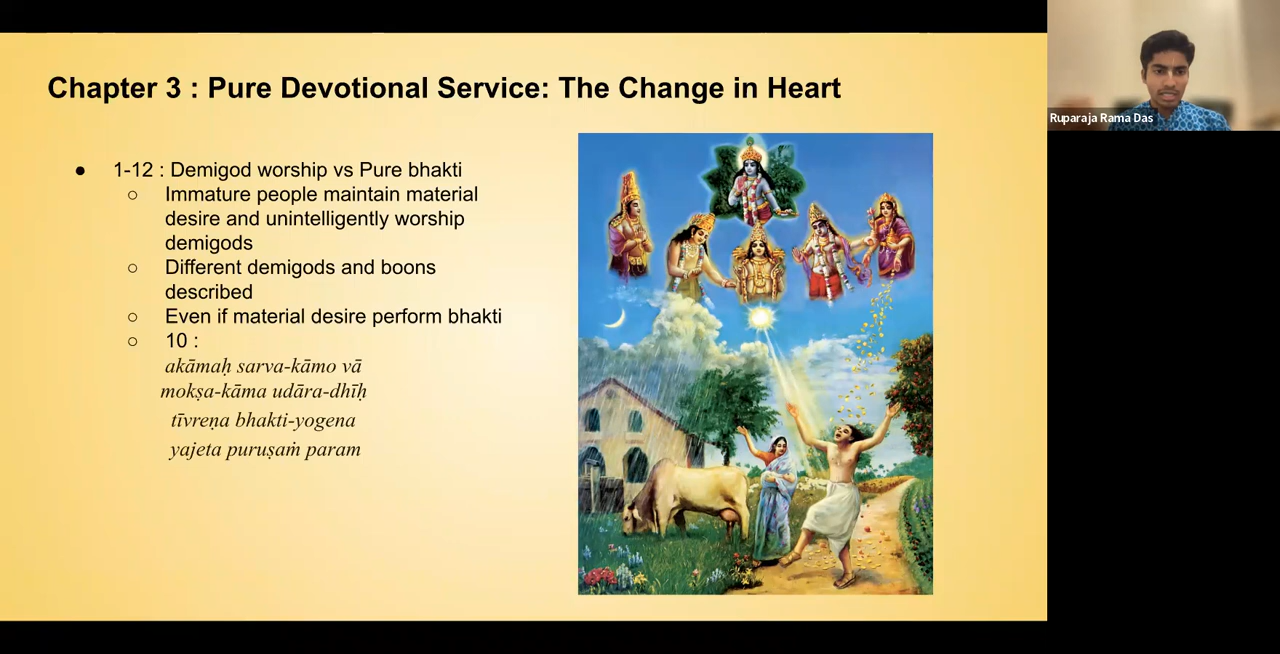 Chapter 3 : Pure Devotional Service: The Change in Heart
Ruparaja Rama Das
● 1-12 : Demigod worship vs Pure bhakti
○ Immature people maintain material
desire and unintelligently worship
demigods
○ Different demigods and boons
described
○ Even if material desire perform bhakti
○ 10 :
akāmaḥ sarva-kāmo vā
mokṣa-kāma udāra-dhīḥ
tīvreṇa bhakti-yogena
yajeta puruṣaṁ param